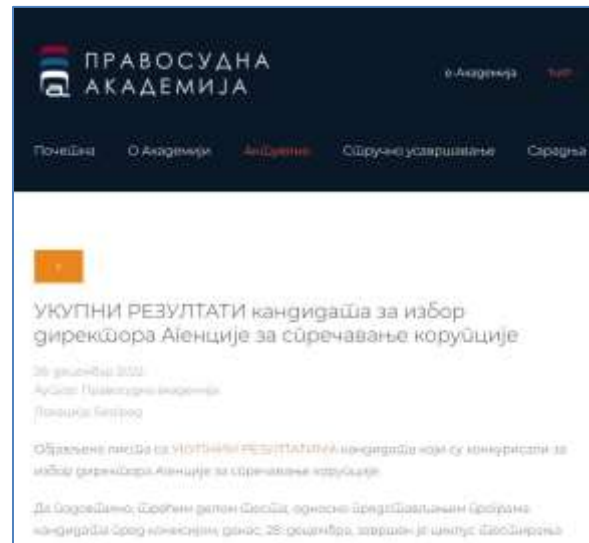 ПРАВОСУДНА
АКАДЕМИЈА
е-Академија ЋИР
Почетна О Академији Актуелно Стручно усавршавање Сарадња
УКУПНИ РЕЗУЛТАТИ кандидата за избор
директора Агенције за спречавање корупције
28. децембар 2022.
Аутор: Правосудна академија
Локација: Београд
Објављена листа са УКУПНИМ РЕЗУЛТАТИМА кандидата који су конкурисали за
избор директора Агенције за спречавање корупције.
Да подсетимо, трећим делом теста, односно представљањем програма
кандидата пред комисијом, данас, 28. децембра, завршен је циклус тестирања